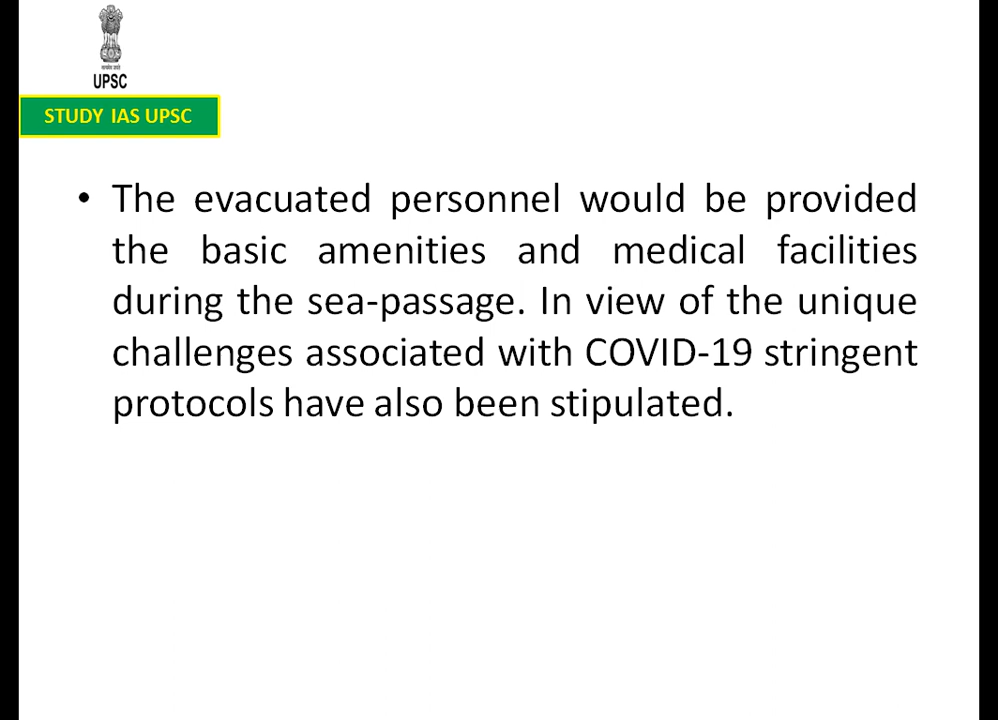 UPSC
STUDY IAS UPSC
• The evacuated personnel would be provided
the basic amenities and medical facilities
during the sea-passage. In view of the unique
challenges associated with COVID-19 stringent
protocols have also been stipulated.